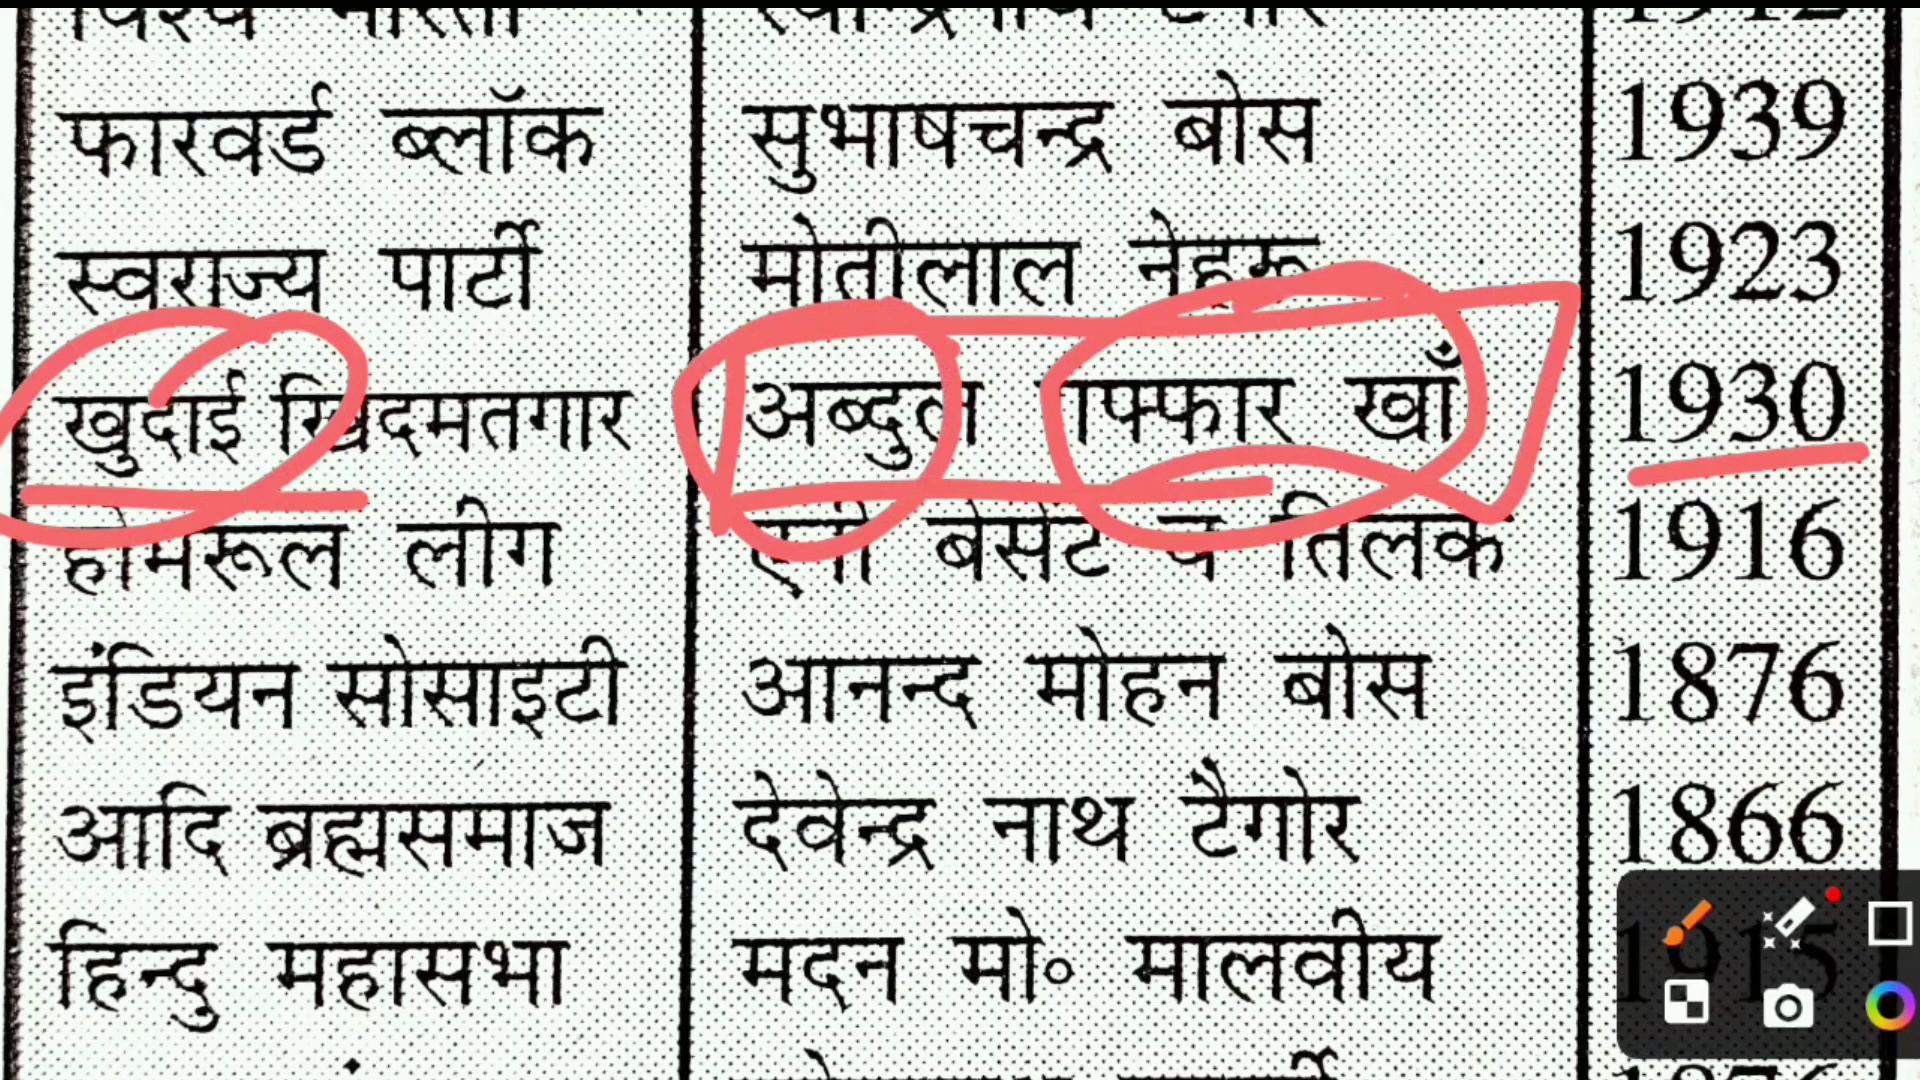 फारवर्ड ब्लॉक सुभाषचन्द्र बोस 1939
स्वराज्य पार्टी मोतीलाल नेहरू 1923
खुदाई खिदमतगार अब्दुल गफ्फार खाँ 1930
होमरूल लीग एनी बेसेंट व तिलक 1916
इंडियन सोसाइटी आनन्द मोहन बोस 1876
आदि ब्रह्मसमाज देवेन्द्र नाथ टैगोर 1866
हिन्दु महासभा मदन मो० मालवीय 1915